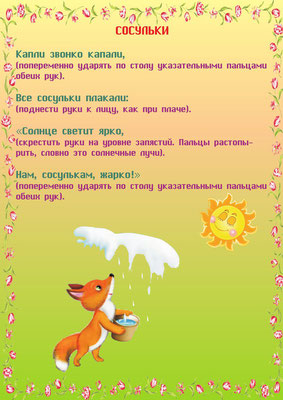 СОСУЛЬКИ
Капли звонко капали,
(попеременно ударять по столу указательными пальцами
обеих рук).
Все сосульки плакали:
(поднести руки к лицу, как при плаче).
«Солнце светит ярко,
(скрестить руки на уровне запястий. Пальцы растопы-
рить, словно это солнечные лучи).
Нам, сосулькам, жарко!»
(попеременно ударять по столу указательными пальцами
обеих рук).